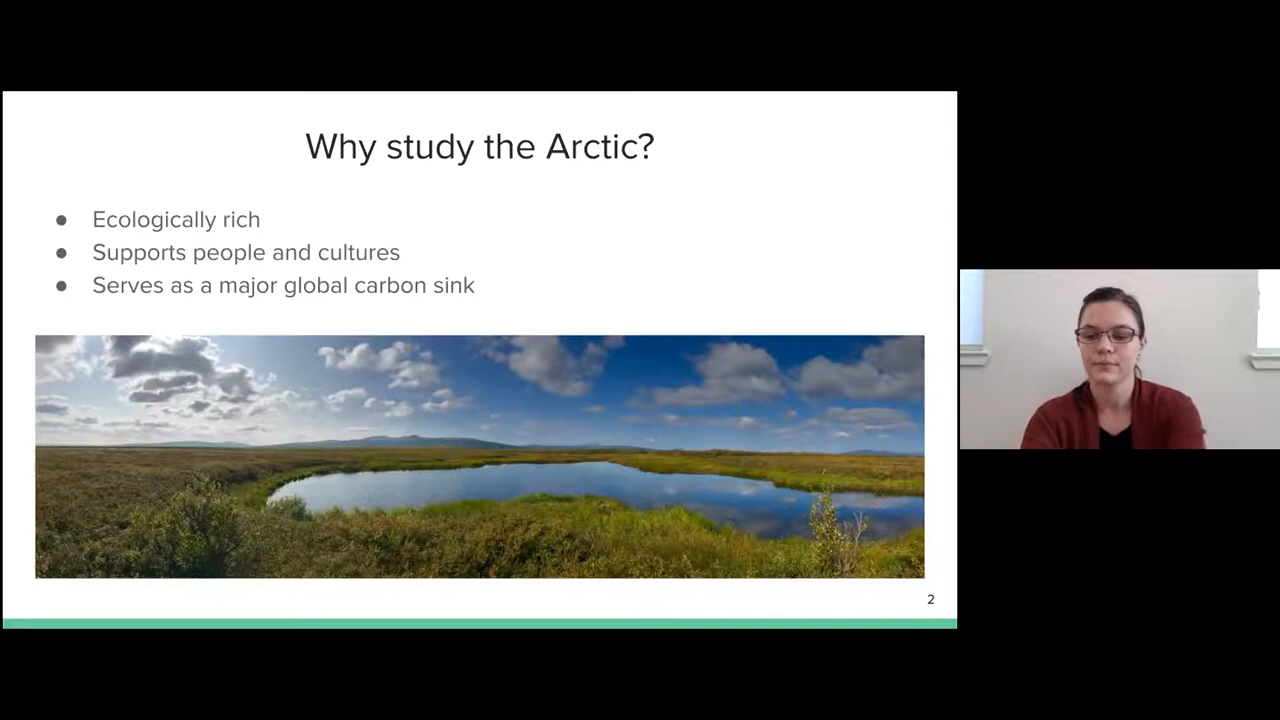 Why study the Arctic?
● Ecologically rich
● Supports people and cultures
● Serves as a major global carbon sink
2